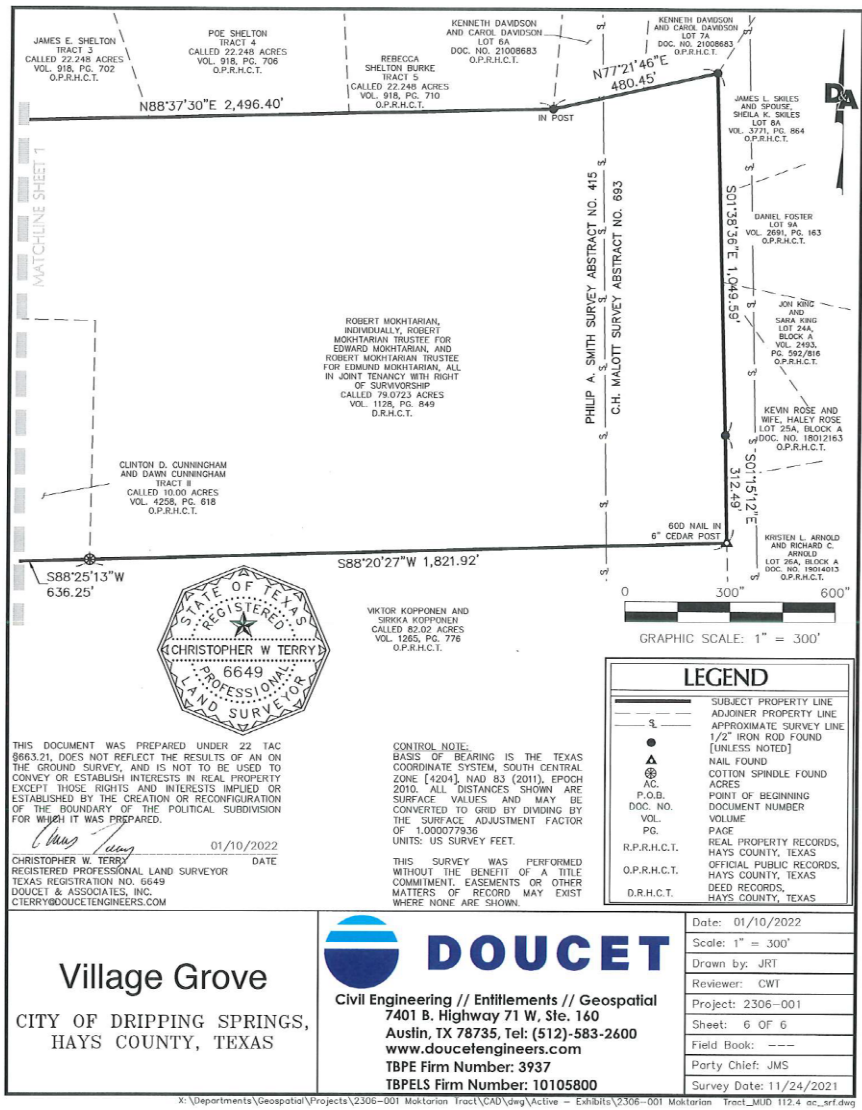 JAMES E. SHELTON
TRACT 3
CALLED 22.248 ACRES
VOL. 918, PG. 702
O.P.R.H.C.T.
POE SHELTON
TRACT 4
CALLED 22.248 ACRES
VOL. 918, PG. 706
O.P.R.H.C.T.
REBECCA
SHELTON BURKE
TRACT 5
CALLED 22.248 ACRES
VOL. 918, PG. 710
O.P.R.H.C.T.
KENNETH DAVIDSON
AND CAROL DAVIDSON
LOT 6A
DOC. NO. 21008683
O.P.R.H.C.T.
KENNETH DAVIDSON
AND CAROL DAVIDSON
LOT 7A
DOC. NO. 21008683
O.P.R.H.C.T.
N88°37'30"E 2,496.40'
IN POST
N77°21'46"E
480.45'
D&A
JAMES L. SKILES
AND SPOUSE,
SHEILA K. SKILES
LOT 8A
VOL. 3771, PG. 864
O.P.R.H.C.T.
MATCHLINE SHEET 1
PHILIP A. SMITH SURVEY ABSTRACT NO. 415
C.H. MALOTT SURVEY ABSTRACT NO. 693
S01°38'36"E 1,049.59'
DANIEL FOSTER
LOT 9A
VOL. 2691, PG. 163
O.P.R.H.C.T.
JON KING
AND
SARA KING
LOT 24A,
BLOCK A
VOL. 2493,
PG. 592/816
O.P.R.H.C.T.
ROBERT MOKHTARIAN,
INDIVIDUALLY, ROBERT
MOKHTARIAN TRUSTEE FOR
EDWARD MOKHTARIAN, AND
ROBERT MOKHTARIAN TRUSTEE
FOR EDMUND MOKHTARIAN, ALL
IN JOINT TENANCY WITH RIGHT
OF SURVIVORSHIP
CALLED 79.0723 ACRES
VOL. 1128, PG. 849
D.R.H.C.T.
KEVIN ROSE AND
WIFE, HALEY ROSE
LOT 25A, BLOCK A
DOC. NO. 18012163
O.P.R.H.C.T.
CLINTON D. CUNNINGHAM
AND DAWN CUNNINGHAM
TRACT II
CALLED 10.00 ACRES
VOL. 4258, PG. 618
O.P.R.H.C.T.
S01°15'12"E
312.49'
60D NAIL IN
6" CEDAR POST
KRISTEN L. ARNOLD
AND RICHARD C.
ARNOLD
LOT 26A, BLOCK A
DOC. NO. 19014013
O.P.R.H.C.T.
S88°25'13"W
636.25'
S88°20'27"W 1,821.92'
VIKTOR KOPPONEN AND
SIRKKA KOPPONEN
CALLED 82.02 ACRES
VOL. 1265, PG. 776
O.P.R.H.C.T.
STATE OF TEXAS
REGISTERED
CHRISTOPHER W TERRY
6649
PROFESSIONAL
LAND SURVEYOR
0 300' 600'
GRAPHIC SCALE: 1" = 300'
LEGEND
SUBJECT PROPERTY LINE
ADJOINER PROPERTY LINE
APPROXIMATE SURVEY LINE
1/2" IRON ROD FOUND
[UNLESS NOTED]
NAIL FOUND
COTTON SPINDLE FOUND
AC. ACRES
P.O.B. POINT OF BEGINNING
DOC. NO. DOCUMENT NUMBER
VOL. VOLUME
PG. PAGE
R.P.R.H.C.T. REAL PROPERTY RECORDS,
HAYS COUNTY, TEXAS
O.P.R.H.C.T. OFFICIAL PUBLIC RECORDS,
HAYS COUNTY, TEXAS
D.R.H.C.T. DEED RECORDS,
HAYS COUNTY, TEXAS
THIS DOCUMENT WAS PREPARED UNDER 22 TAC
§663.21, DOES NOT REFLECT THE RESULTS OF AN ON
THE GROUND SURVEY, AND IS NOT TO BE USED TO
CONVEY OR ESTABLISH INTERESTS IN REAL PROPERTY
EXCEPT THOSE RIGHTS AND INTERESTS IMPLIED OR
ESTABLISHED BY THE CREATION OR RECONFIGURATION
OF THE BOUNDARY OF THE POLITICAL SUBDIVISION
FOR WHICH IT WAS PREPARED.
01/10/2022
CHRISTOPHER W. TERRY DATE
REGISTERED PROFESSIONAL LAND SURVEYOR
TEXAS REGISTRATION NO. 6649
DOUCET & ASSOCIATES, INC.
CTERRY@DOUCETENGINEERS.COM
CONTROL NOTE:
BASIS OF BEARING IS THE TEXAS
COORDINATE SYSTEM, SOUTH CENTRAL
ZONE [4204], NAD 83 (2011), EPOCH
2010. ALL DISTANCES SHOWN ARE
SURFACE VALUES AND MAY BE
CONVERTED TO GRID BY DIVIDING BY
THE SURFACE ADJUSTMENT FACTOR
OF 1.000077936
UNITS: US SURVEY FEET.
THIS SURVEY WAS PERFORMED
WITHOUT THE BENEFIT OF A TITLE
COMMITMENT. EASEMENTS OR OTHER
MATTERS OF RECORD MAY EXIST
WHERE NONE ARE SHOWN.
Village Grove
CITY OF DRIPPING SPRINGS,
HAYS COUNTY, TEXAS
DOUCET
Civil Engineering // Entitlements // Geospatial
7401 B. Highway 71 W, Ste. 160
Austin, TX 78735, Tel: (512)-583-2600
www.doucetengineers.com
TBPE Firm Number: 3937
TBPELS Firm Number: 10105800
Date: 01/10/2022
Scale: 1" = 300'
Drawn by: JRT
Reviewer: CWT
Project: 2306-001
Sheet: 6 OF 6
Field Book: ---
Party Chief: JMS
Survey Date: 11/24/2021
X:\Departments\Geospatial\Projects\2306-001 Moktarian Tract\CAD\dwg\Active - Exhibits\2306-001 Moktarian Tract_MUD 112.4 ac_srf.dwg